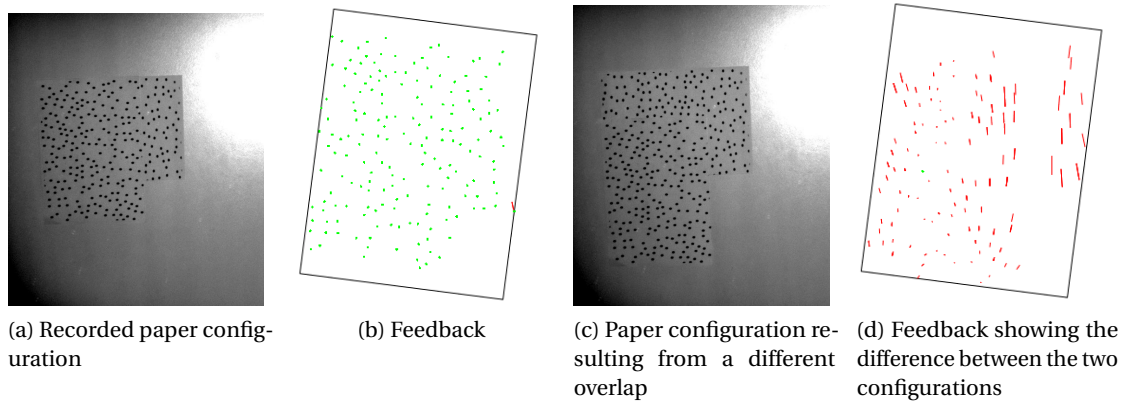 (a) Recorded paper config-
uration
(b) Feedback
(c) Paper configuration re-
sulting from a different
overlap
(d) Feedback showing the
difference between the two
configurations